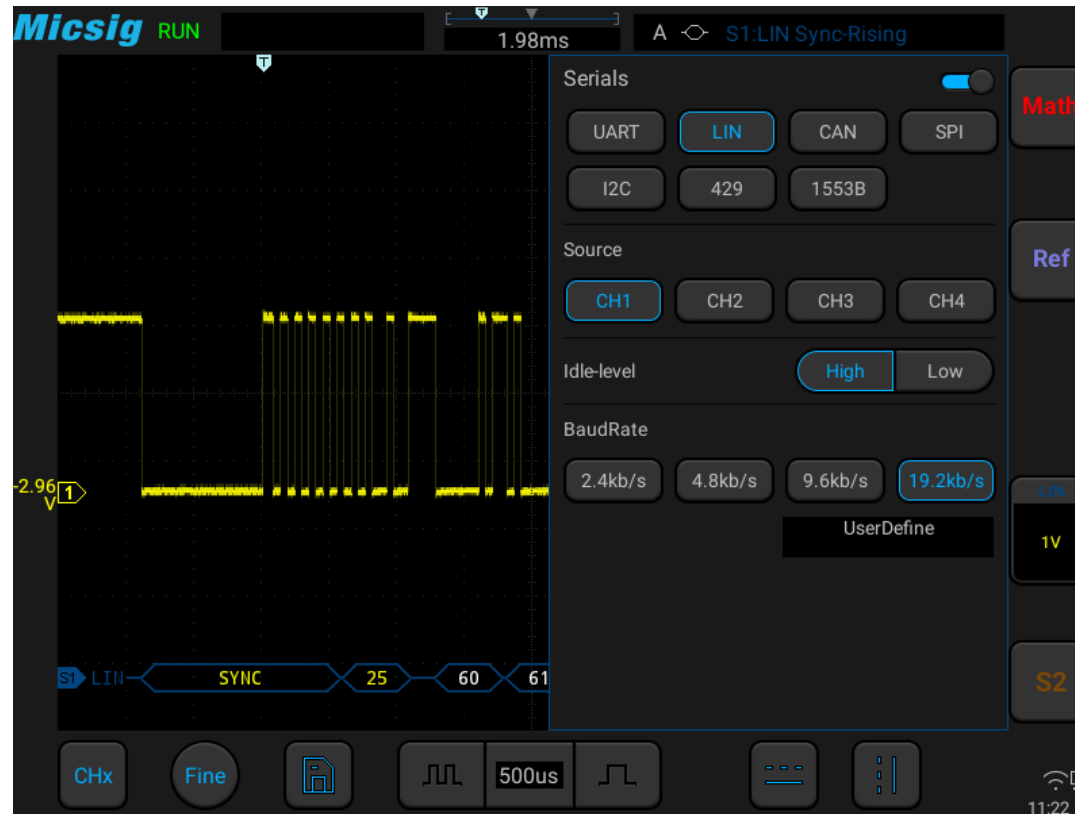 Micsig RUN T 1.98ms A S1:LIN Sync-Rising
T
Serials
Math
UART LIN CAN SPI
I2C 429 1553B
Source
Ref
CH1 CH2 CH3 CH4
Idle-level High Low
BaudRate
2.4kb/s 4.8kb/s 9.6kb/s 19.2kb/s
-2.96
V 1
LIN
UserDefine
1V
S1 LIN SYNC 25 60 61
S2
CHx Fine 500us
11:22